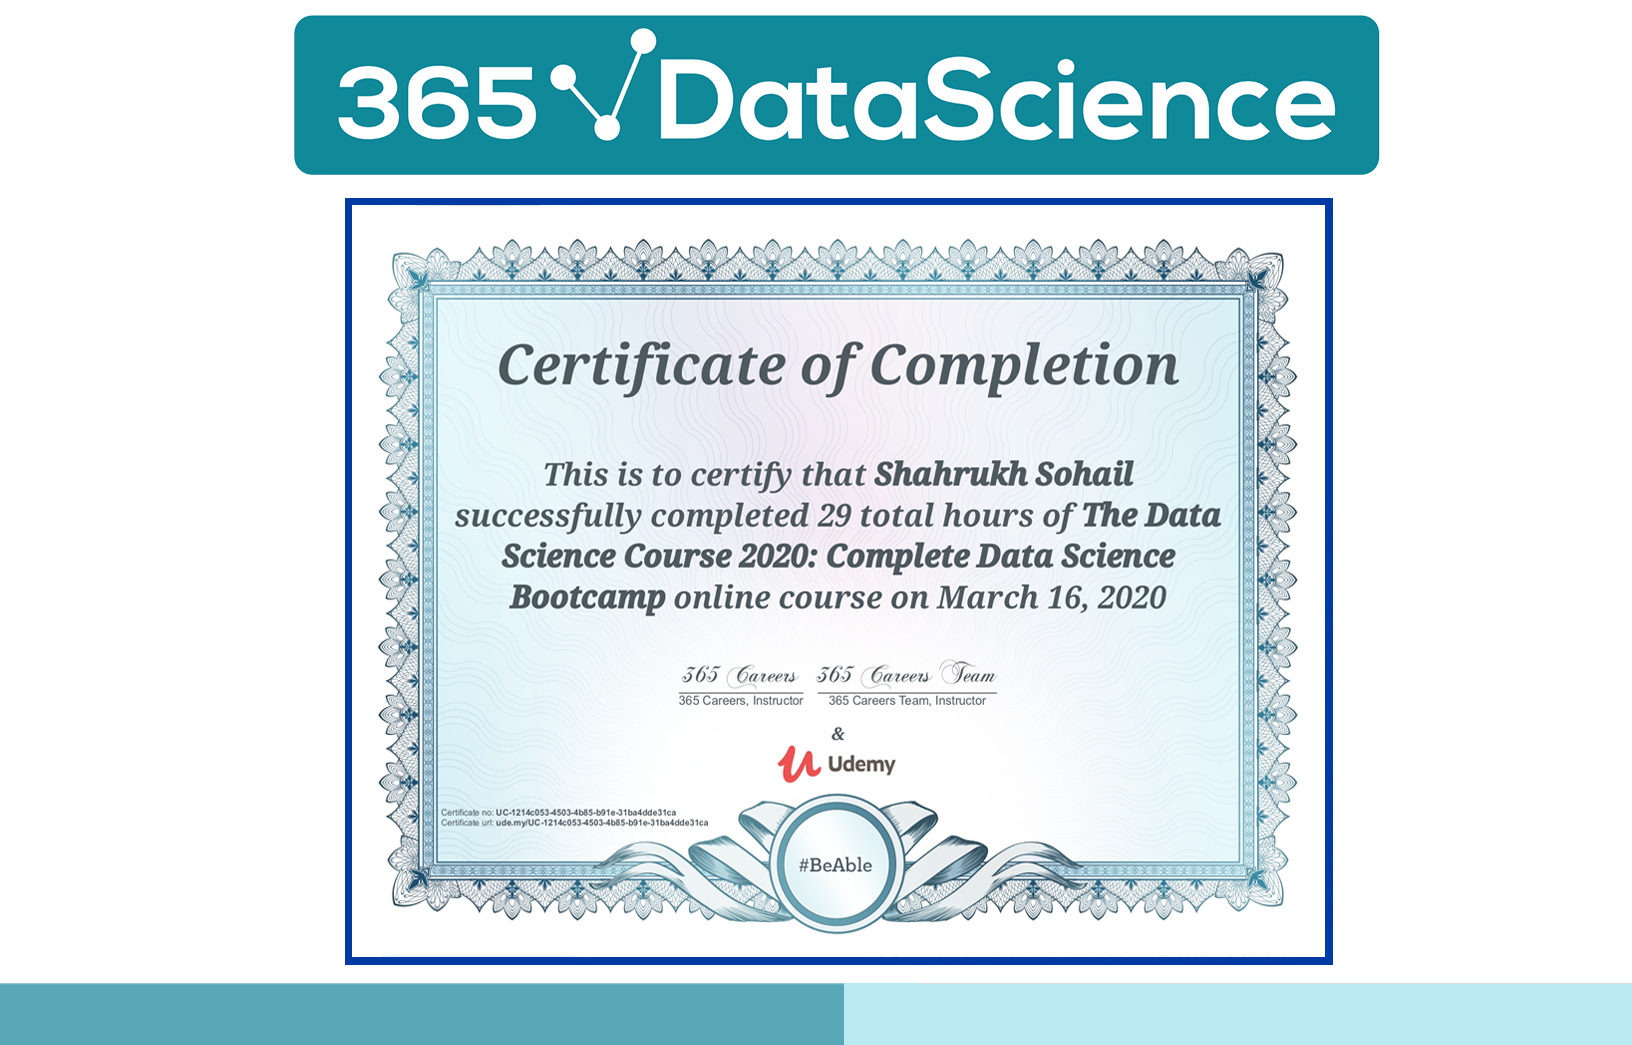 365 DataScience
Certificate of Completion
This is to certify that Shahrukh Sohail
successfully completed 29 total hours of The Data
Science Course 2020: Complete Data Science
Bootcamp online course on March 16, 2020
365 Careers 365 Careers Team
365 Careers, Instructor 365 Careers Team, Instructor
&
Udemy
Certificate no: UC-1214c053-4503-4b85-b91e-31ba4dde31ca
Certificate url: ude.my/UC-1214c053-4503-4b85-b91e-31ba4dde31ca
#BeAble